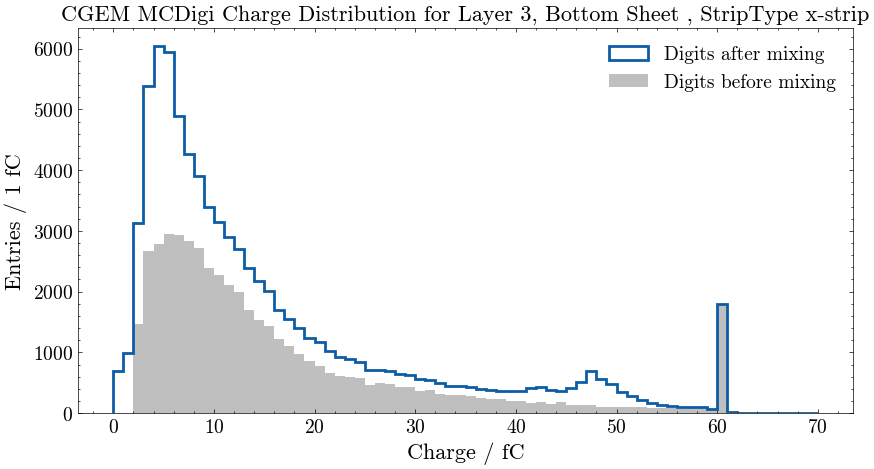 CGEM MCDigi Charge Distribution for Layer 3, Bottom Sheet , StripType x-strip
Digits after mixing
Digits before mixing
Entries / 1 fC
6000
5000
4000
3000
2000
1000
0
0 10 20 30 40 50 60 70
Charge / fC